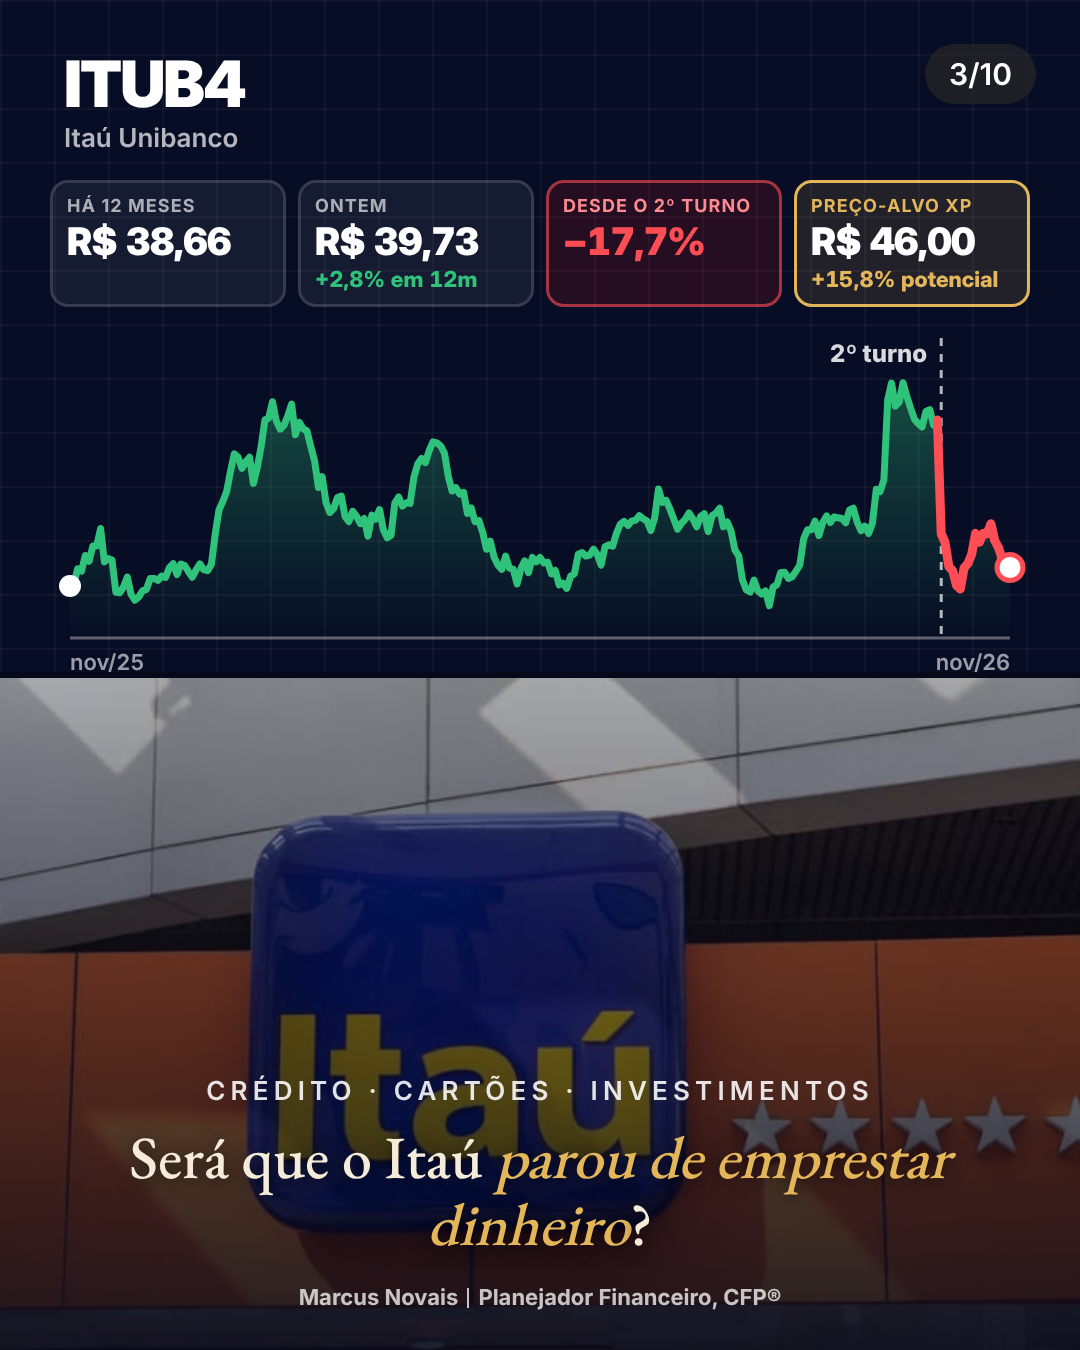 ITUB4
3/10
Itaú Unibanco
HÁ 12 MESES
R$ 38,66
ONTEM
R$ 39,73
+2,8% em 12m
DESDE O 2º TURNO
−17,7%
PREÇO-ALVO XP
R$ 46,00
+15,8% potencial
2º turno
nov/25
nov/26
Itaú
CRÉDITO · CARTÕES · INVESTIMENTOS
Será que o Itaú parou de emprestar
dinheiro?
Marcus Novais | Planejador Financeiro, CFP®